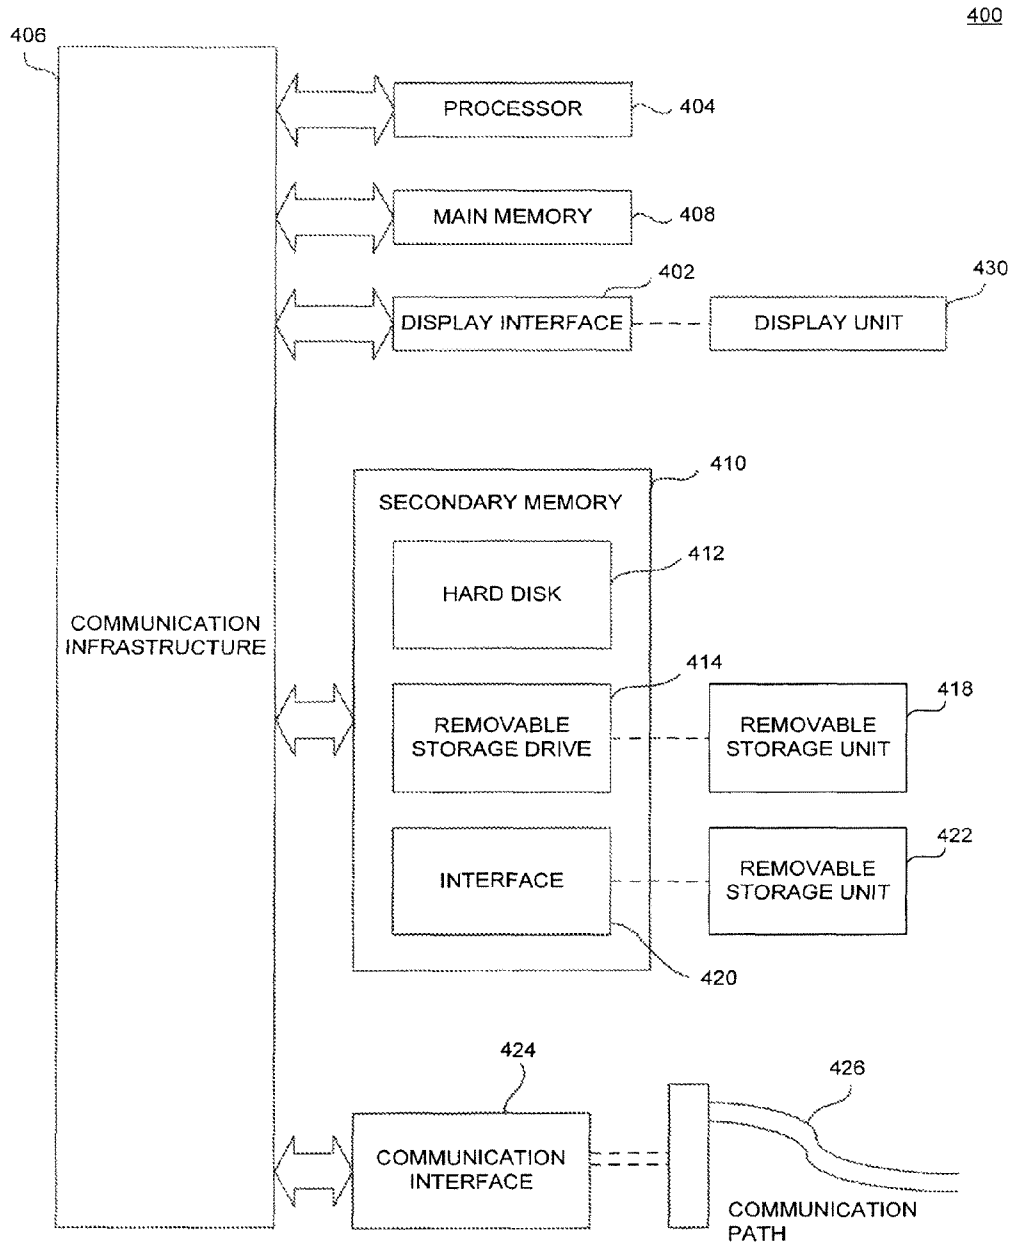 400
406
PROCESSOR
404
MAIN MEMORY
408
402
430
DISPLAY INTERFACE
DISPLAY UNIT
410
SECONDARY MEMORY
412
HARD DISK
COMMUNICATION
INFRASTRUCTURE
414
418
REMOVABLE
STORAGE DRIVE
REMOVABLE
STORAGE UNIT
422
INTERFACE
REMOVABLE
STORAGE UNIT
420
424
426
COMMUNICATION
INTERFACE
COMMUNICATION
PATH